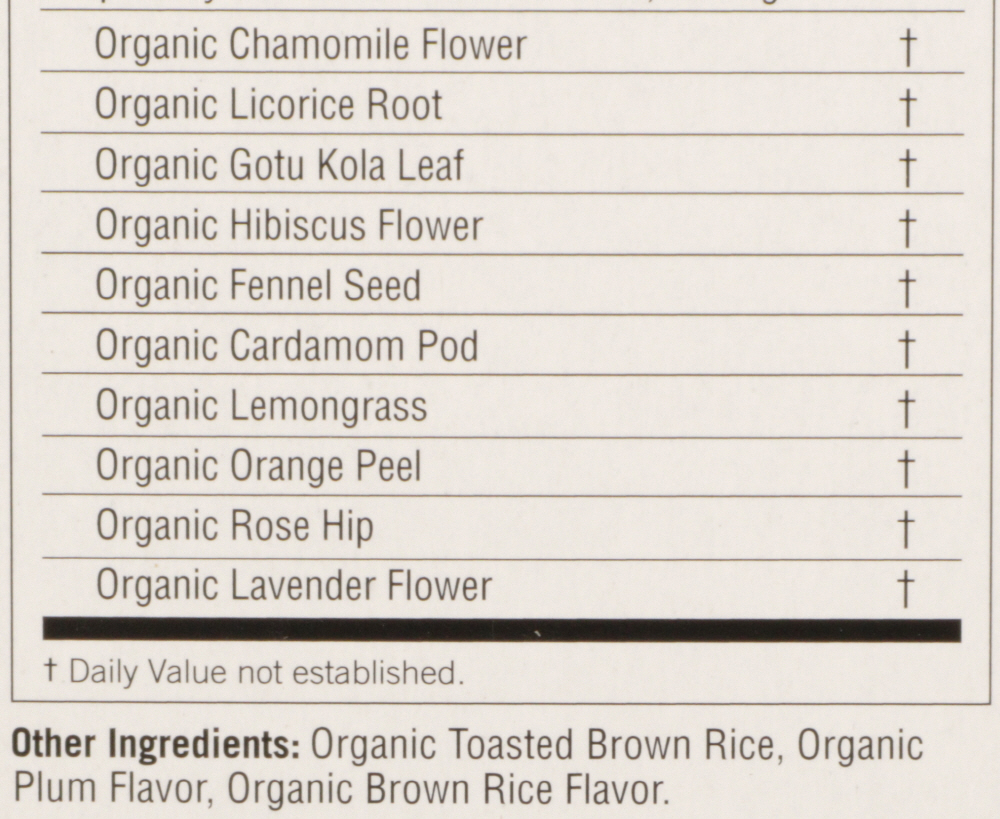 Organic Chamomile Flower †
Organic Licorice Root †
Organic Gotu Kola Leaf †
Organic Hibiscus Flower †
Organic Fennel Seed †
Organic Cardamom Pod †
Organic Lemongrass †
Organic Orange Peel †
Organic Rose Hip †
Organic Lavender Flower †
† Daily Value not established.
Other Ingredients: Organic Toasted Brown Rice, Organic
Plum Flavor, Organic Brown Rice Flavor.